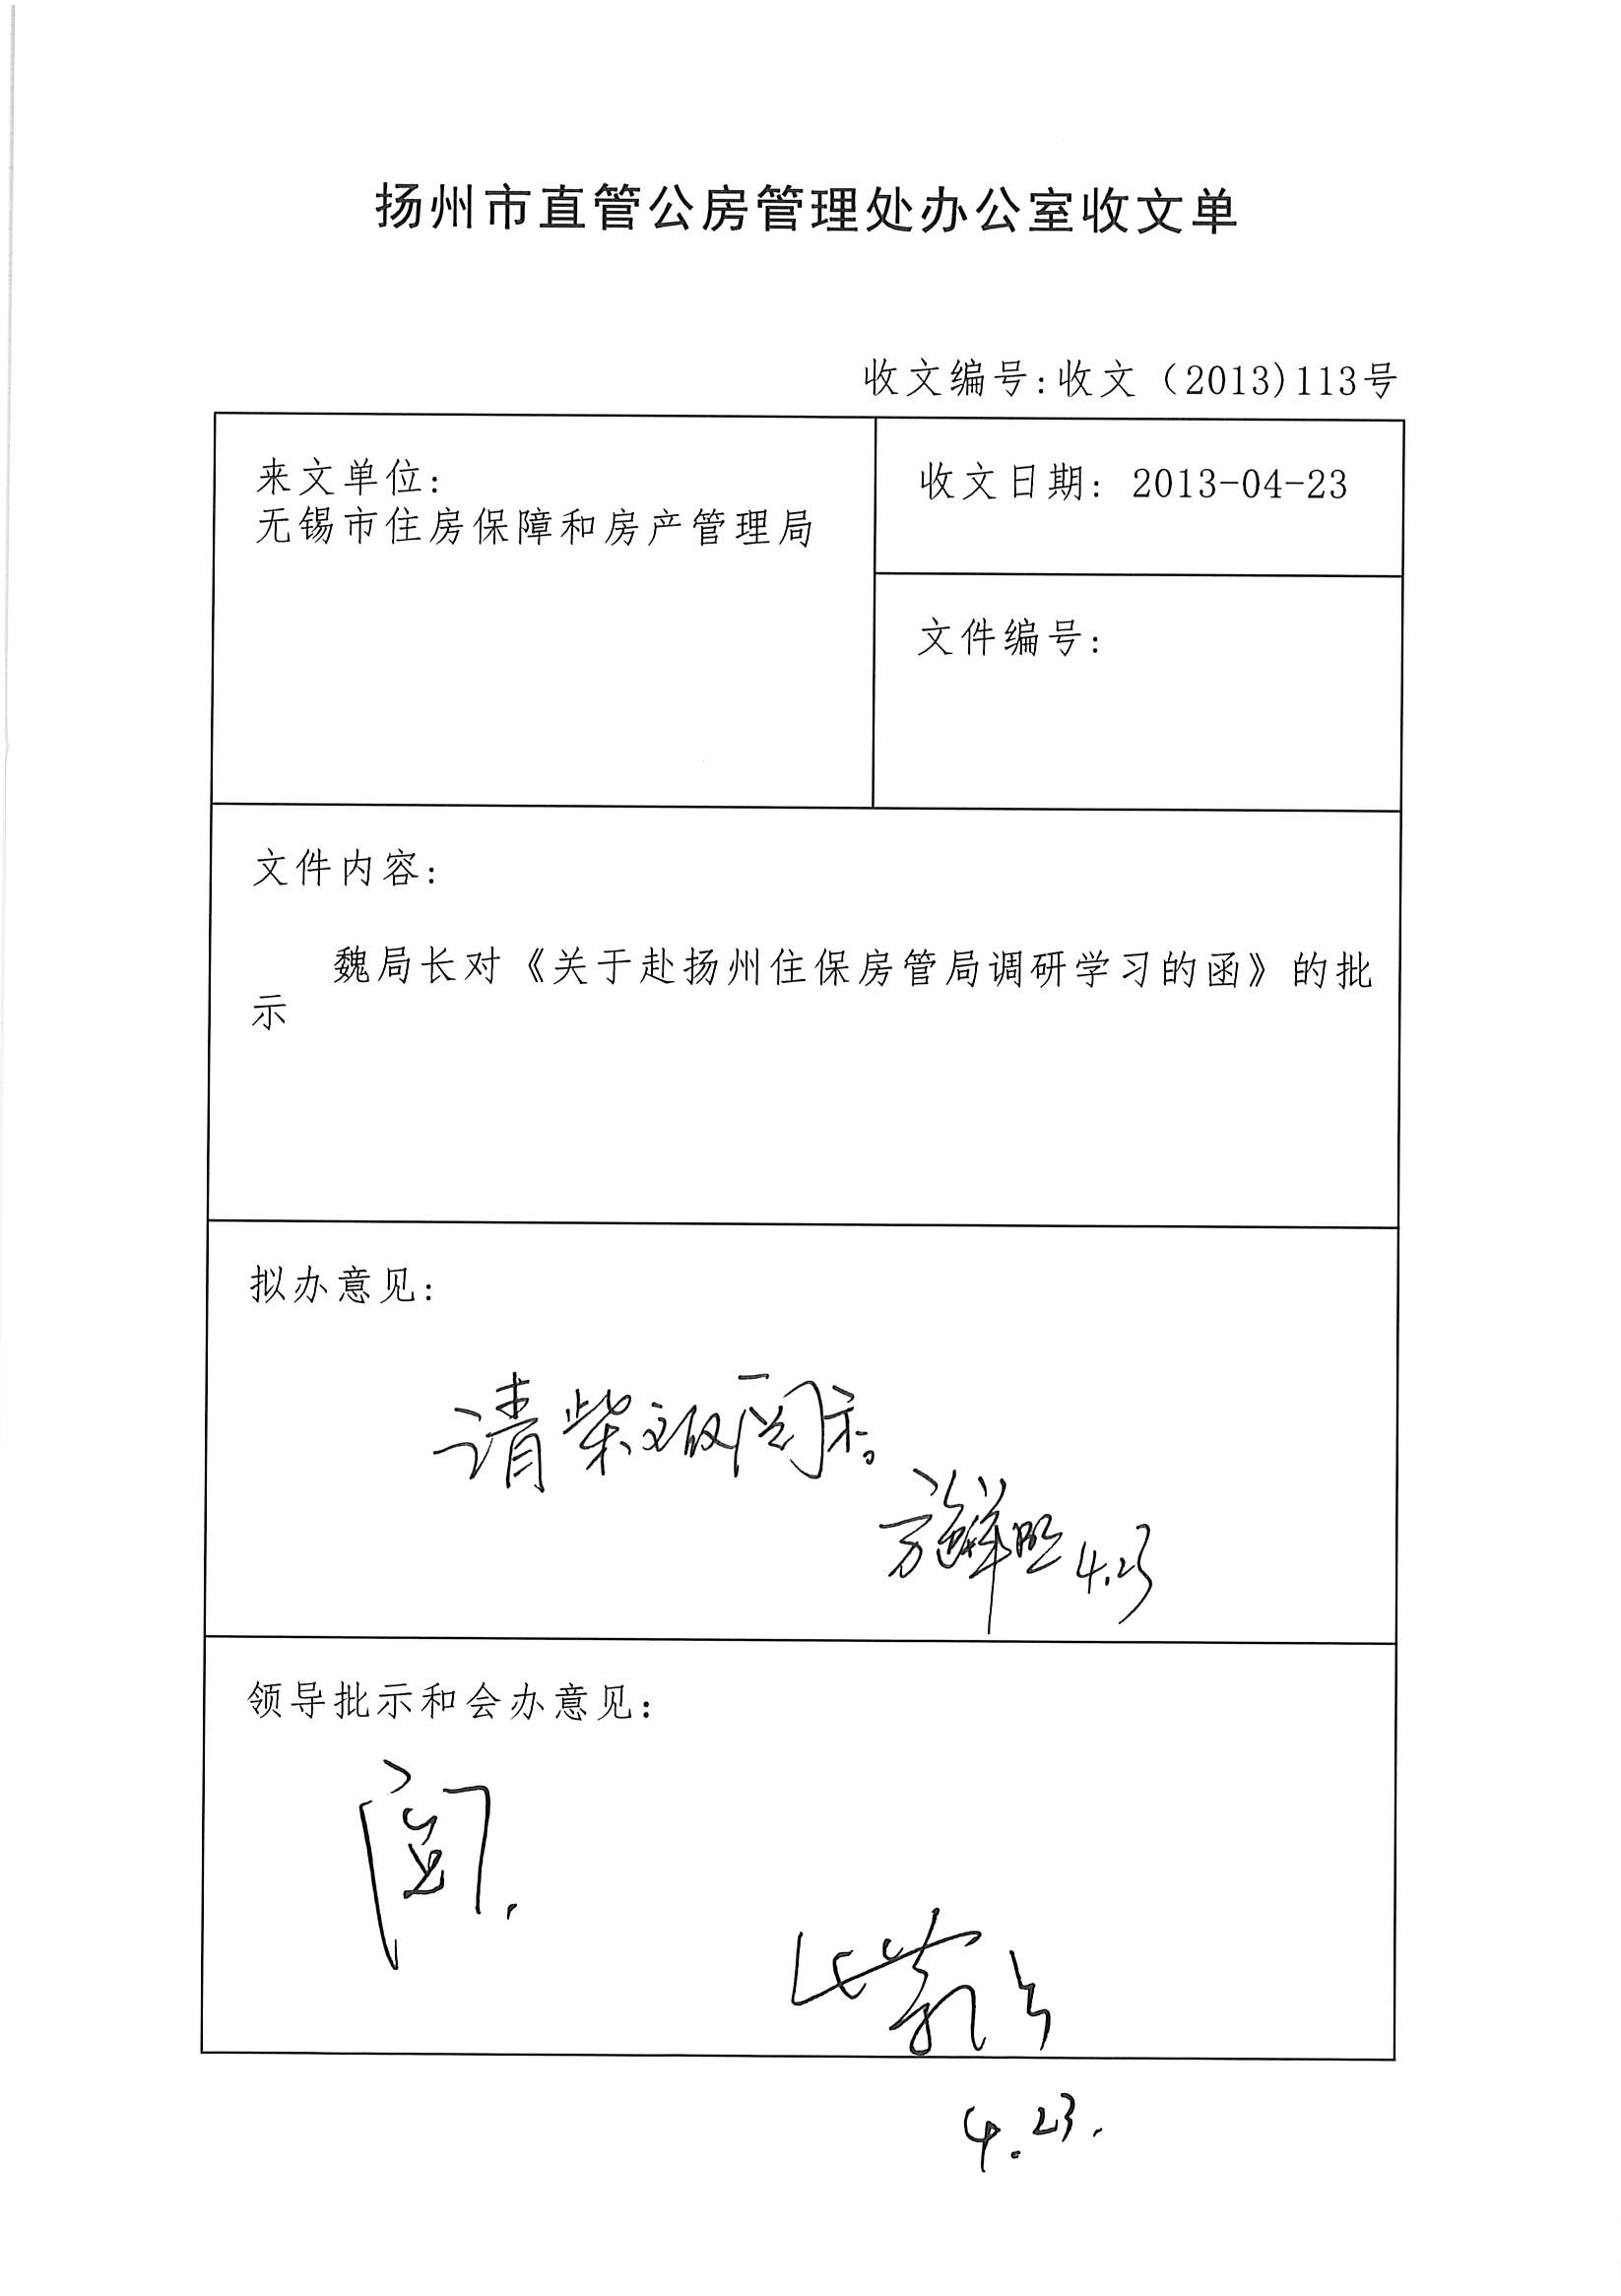 扬州市直管公房管理处办公室收文单
收文编号:收文（2013)113号
来文单位:
无锡市住房保障和房产管理局
收文日期: 2013-04-23
文件编号:
文件内容:
魏局长对《关于赴扬州住保房管局调研学习的函》的批
示
拟办意见:
请柴 阅示。
4.23
领导批示和会办意见:
阅.
柴
4.23.